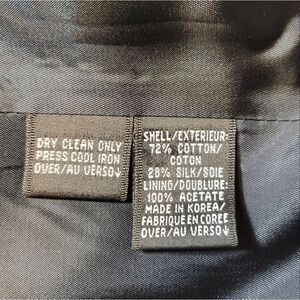 DRY CLEAN ONLY
PRESS COOL IRON
OVER/AU VERSO↓
SHELL/EXTERIEUR:
72% COTTON/
COTON
28% SILK/SOIE
LINING/DOUBLURE:
100% ACETATE
MADE IN KOREA/
FABRIQUE EN COREE
OVER/AU VERSO↓